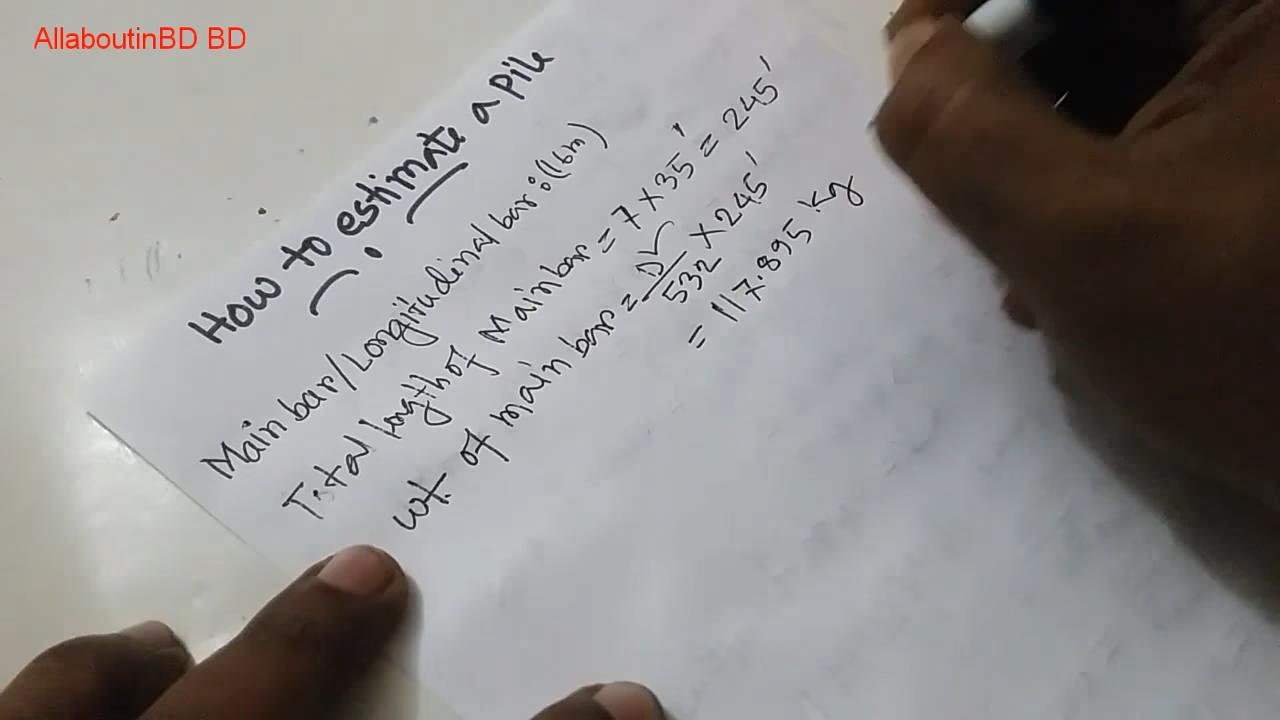 AllaboutinBD BD
How to estimate a Pile
Main bar/Longitudinal bar: (16m)
Total length of Main bar = 7 x 35' = 245'
wt. of main bar = D²/532 x 245'
= 117.895 Kg